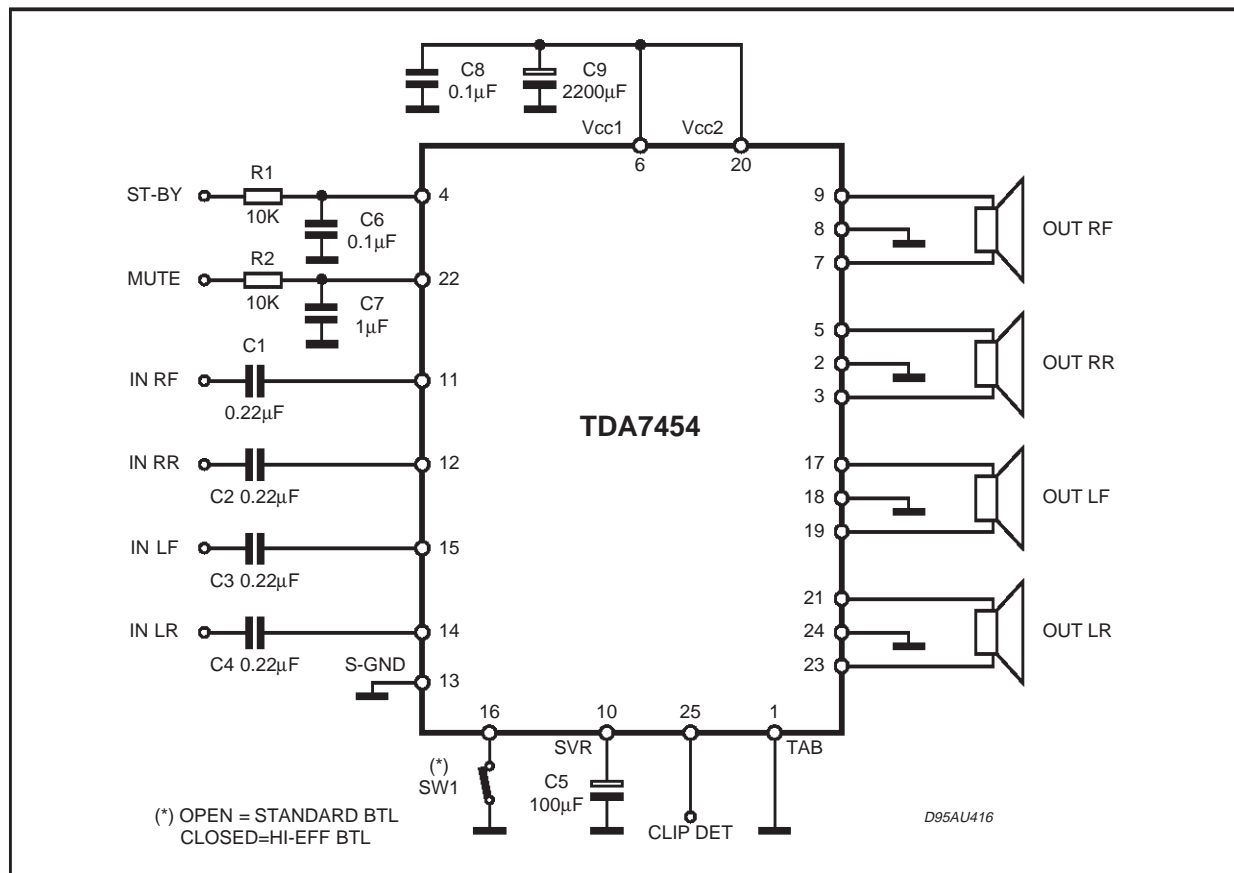 C8
0.1µF
C9
2200µF
Vcc1
Vcc2
6
20
ST-BY
R1
10K
4
C6
0.1µF
MUTE
R2
10K
22
C7
1µF
C1
IN RF
0.22µF
11
IN RR
C2 0.22µF
12
IN LF
C3 0.22µF
15
IN LR
C4 0.22µF
14
S-GND
13
TDA7454
9
8
7
OUT RF
5
2
3
OUT RR
17
18
19
OUT LF
21
24
23
OUT LR
16
10
25
1
SVR
TAB
(*)
SW1
C5
100µF
CLIP DET
(*) OPEN = STANDARD BTL
CLOSED=HI-EFF BTL
D95AU416